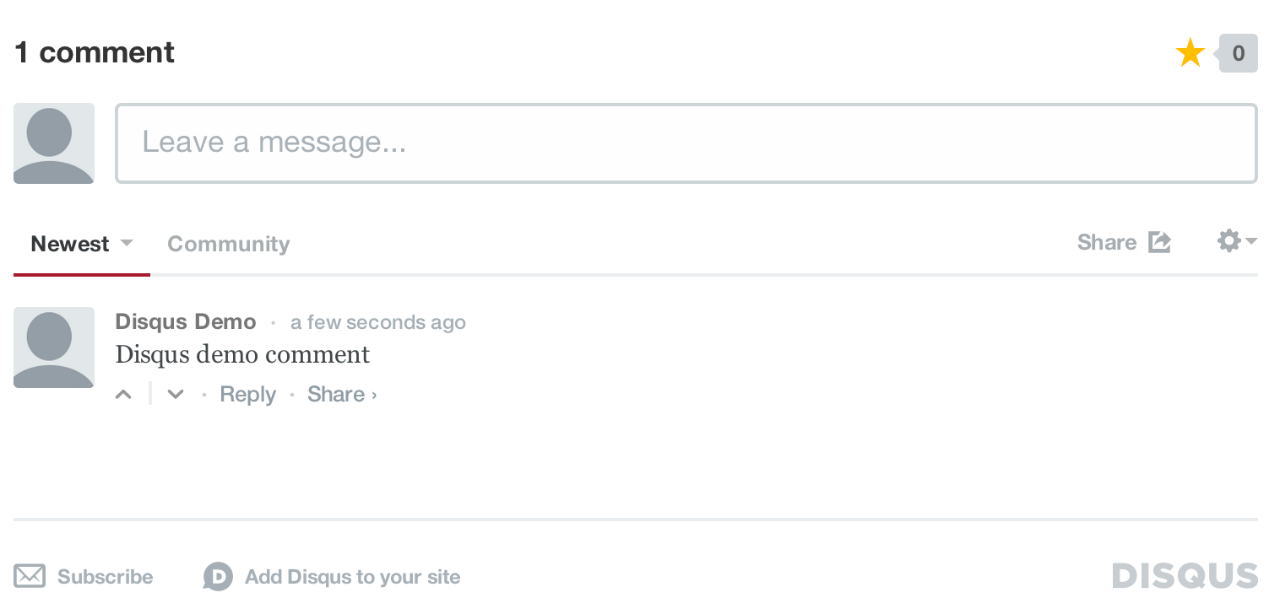 1 comment
0
Leave a message...
Newest Community Share
Disqus Demo · a few seconds ago
Disqus demo comment
· Reply · Share ›
Subscribe D Add Disqus to your site DISQUS